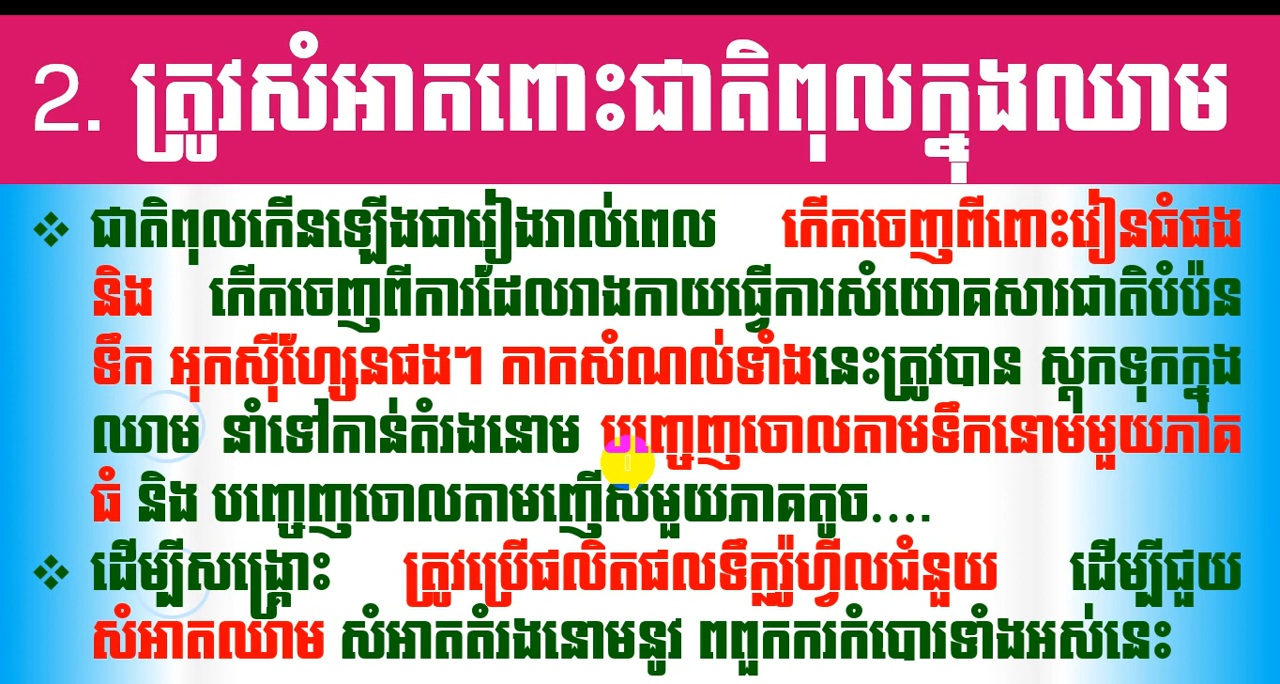 2. ត្រូវសំអាតពោះជាតិពុលក្នុងឈាម
❖ ជាតិពុលកើនឡើងជារៀងរាល់ពេល កើតចេញពីពោះវៀនធំផង
និង កើតចេញពីការដែលរាងកាយធ្វើការសំយោគសារជាតិបំប៉ន
ទឹក អុកស៊ីហ្សែនផង។ កាកសំណល់ទាំងនេះត្រូវបាន ស្តុកទុកក្នុង
ឈាម នាំទៅកាន់តំរងនោម បញ្ចេញចោលតាមទឹកនោមមួយភាគ
ធំ និង បញ្ចេញចោលតាមញើសមួយភាគតូច....
❖ ដើម្បីសង្គ្រោះ ត្រូវប្រើផលិតផលទឹក្លរ៉ូហ្វីលជំនួយ ដើម្បីជួយ
សំអាតឈាម សំអាតតំរងនោមនូវ ពពួកករកំបោរទាំងអស់នេះ